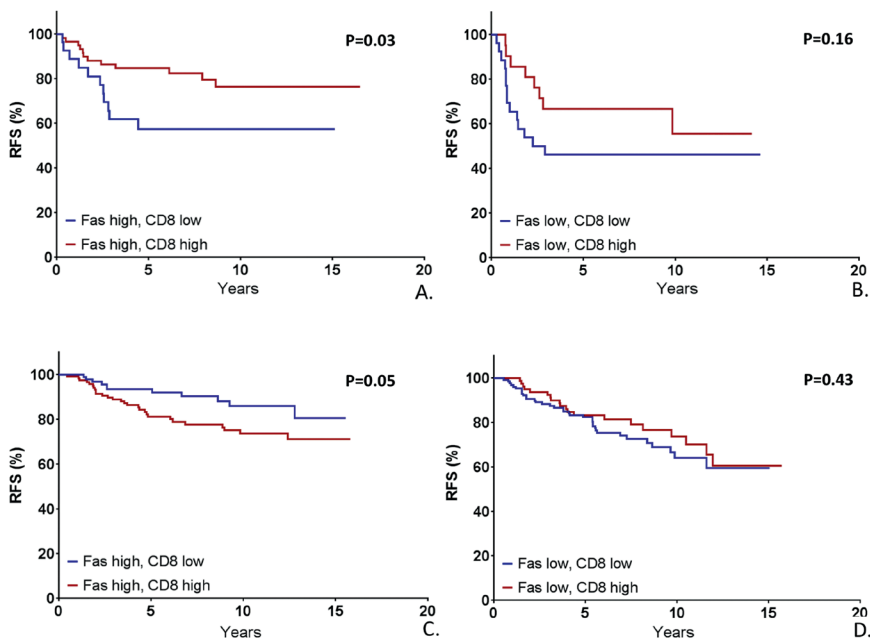 P=0.03
100
80
60
40
20
0
RFS (%)
Fas high, CD8 low
Fas high, CD8 high
0 5 10 15 20
Years
A.
P=0.16
100
80
60
40
20
0
RFS (%)
Fas low, CD8 low
Fas low, CD8 high
0 5 10 15 20
Years
B.
P=0.05
100
80
60
40
20
0
RFS (%)
Fas high, CD8 low
Fas high, CD8 high
0 5 10 15 20
Years
C.
P=0.43
100
80
60
40
20
0
RFS (%)
Fas low, CD8 low
Fas low, CD8 high
0 5 10 15 20
Years
D.